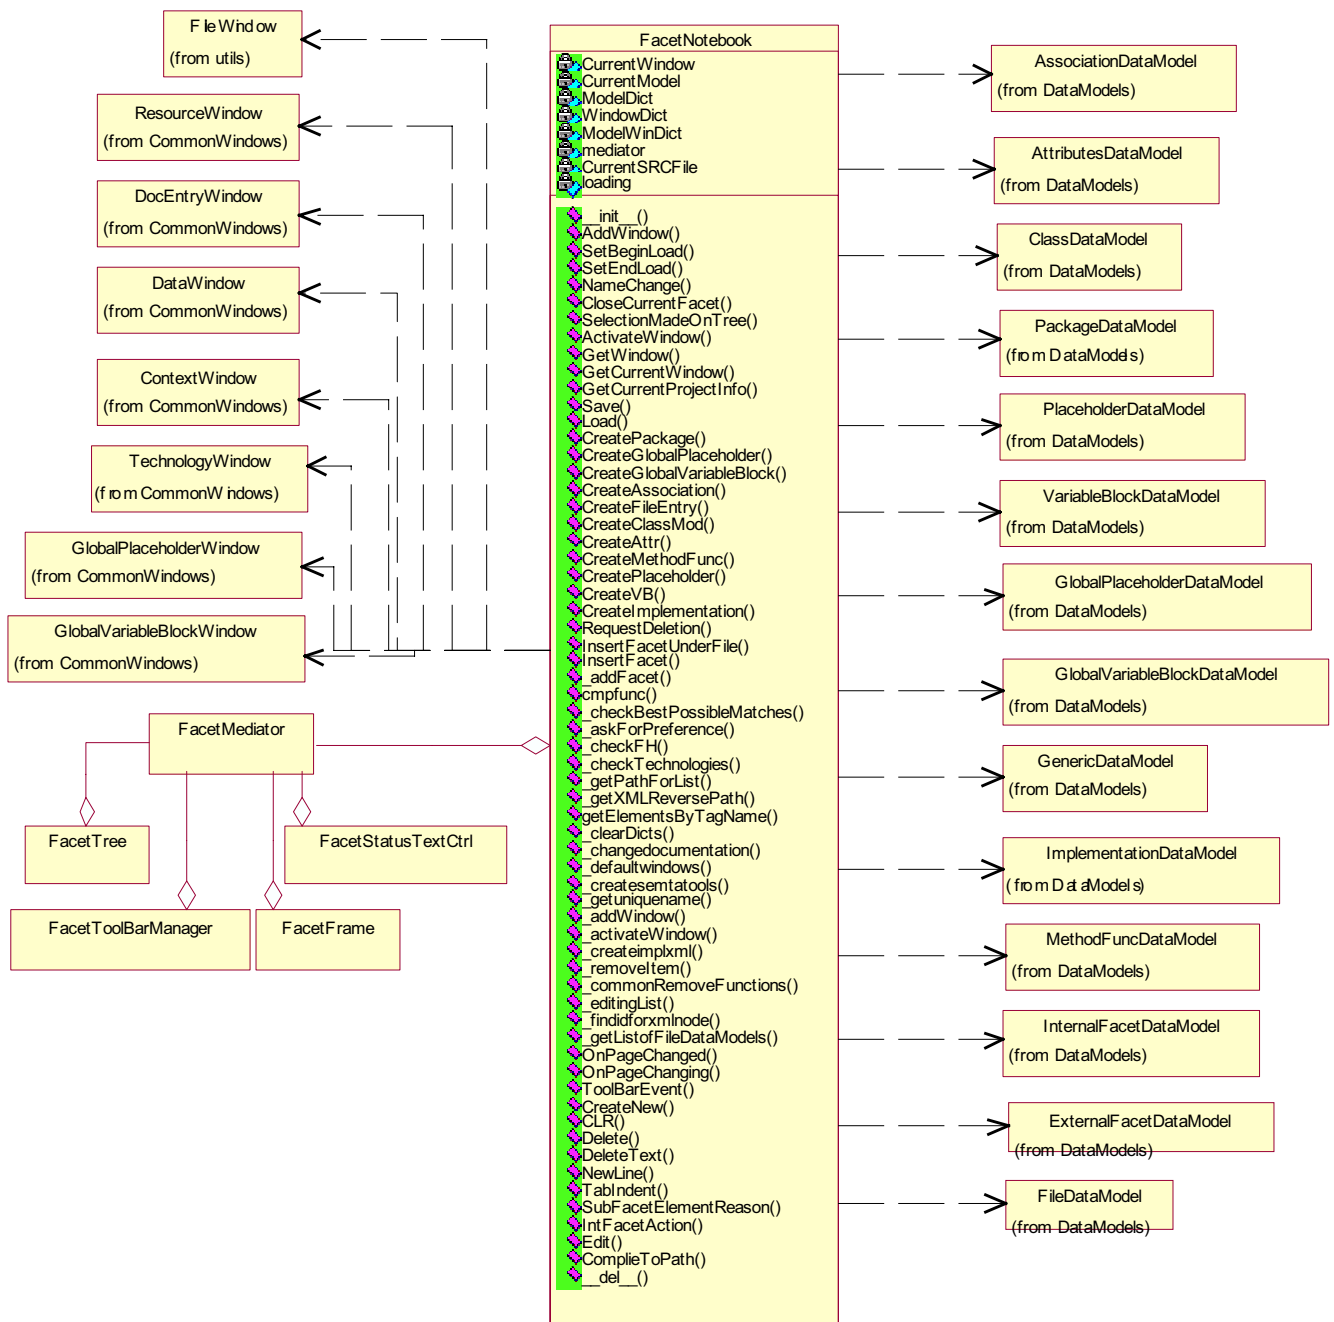 FileWindow
(from utils)
ResourceWindow
(from CommonWindows)
DocEntryWindow
(from CommonWindows)
DataWindow
(from CommonWindows)
ContextWindow
(from CommonWindows)
TechnologyWindow
(from CommonWindows)
GlobalPlaceholderWindow
(from CommonWindows)
GlobalVariableBlockWindow
(from CommonWindows)
FacetMediator
FacetTree
FacetStatusTextCtrl
FacetToolBarManager
FacetFrame
FacetNotebook
CurrentWindow
CurrentModel
ModelDict
WindowDict
ModelWinDict
mediator
CurrentSRCFile
loading
__init__()
AddWindow()
SetBeginLoad()
SetEndLoad()
NameChange()
CloseCurrentFacet()
SelectionMadeOnTree()
ActivateWindow()
GetWindow()
GetCurrentWindow()
GetCurrentProjectInfo()
Save()
Load()
CreatePackage()
CreateGlobalPlaceholder()
CreateGlobalVariableBlock()
CreateAssociation()
CreateFileEntry()
CreateClassMod()
CreateAttr()
CreateMethodFunc()
CreatePlaceholder()
CreateVB()
CreateImplementation()
RequestDeletion()
InsertFacetUnderFile()
InsertFacet()
_addFacet()
cmpfunc()
_checkBestPossibleMatches()
_askForPreference()
_checkFH()
_checkTechnologies()
_getPathForList()
_getXMLReversePath()
getElementsByTagName()
_clearDicts()
_changedocumentation()
_defaultwindows()
_createsemtatools()
_getuniquename()
_addWindow()
_activateWindow()
_createimplxml()
_removeItem()
_commonRemoveFunctions()
_editingList()
_findidforxmlnode()
_getListofFileDataModels()
OnPageChanged()
OnPageChanging()
ToolBarEvent()
CreateNew()
CLR()
Delete()
DeleteText()
NewLine()
TabIndent()
SubFacetElementReason()
IntFacetAction()
Edit()
ComplieToPath()
__del__()
AssociationDataModel
(from DataModels)
AttributesDataModel
(from DataModels)
ClassDataModel
(from DataModels)
PackageDataModel
(from DataModels)
PlaceholderDataModel
(from DataModels)
VariableBlockDataModel
(from DataModels)
GlobalPlaceholderDataModel
(from DataModels)
GlobalVariableBlockDataModel
(from DataModels)
GenericDataModel
(from DataModels)
ImplementationDataModel
(from DataModels)
MethodFuncDataModel
(from DataModels)
InternalFacetDataModel
(from DataModels)
ExternalFacetDataModel
(from DataModels)
FileDataModel
(from DataModels)